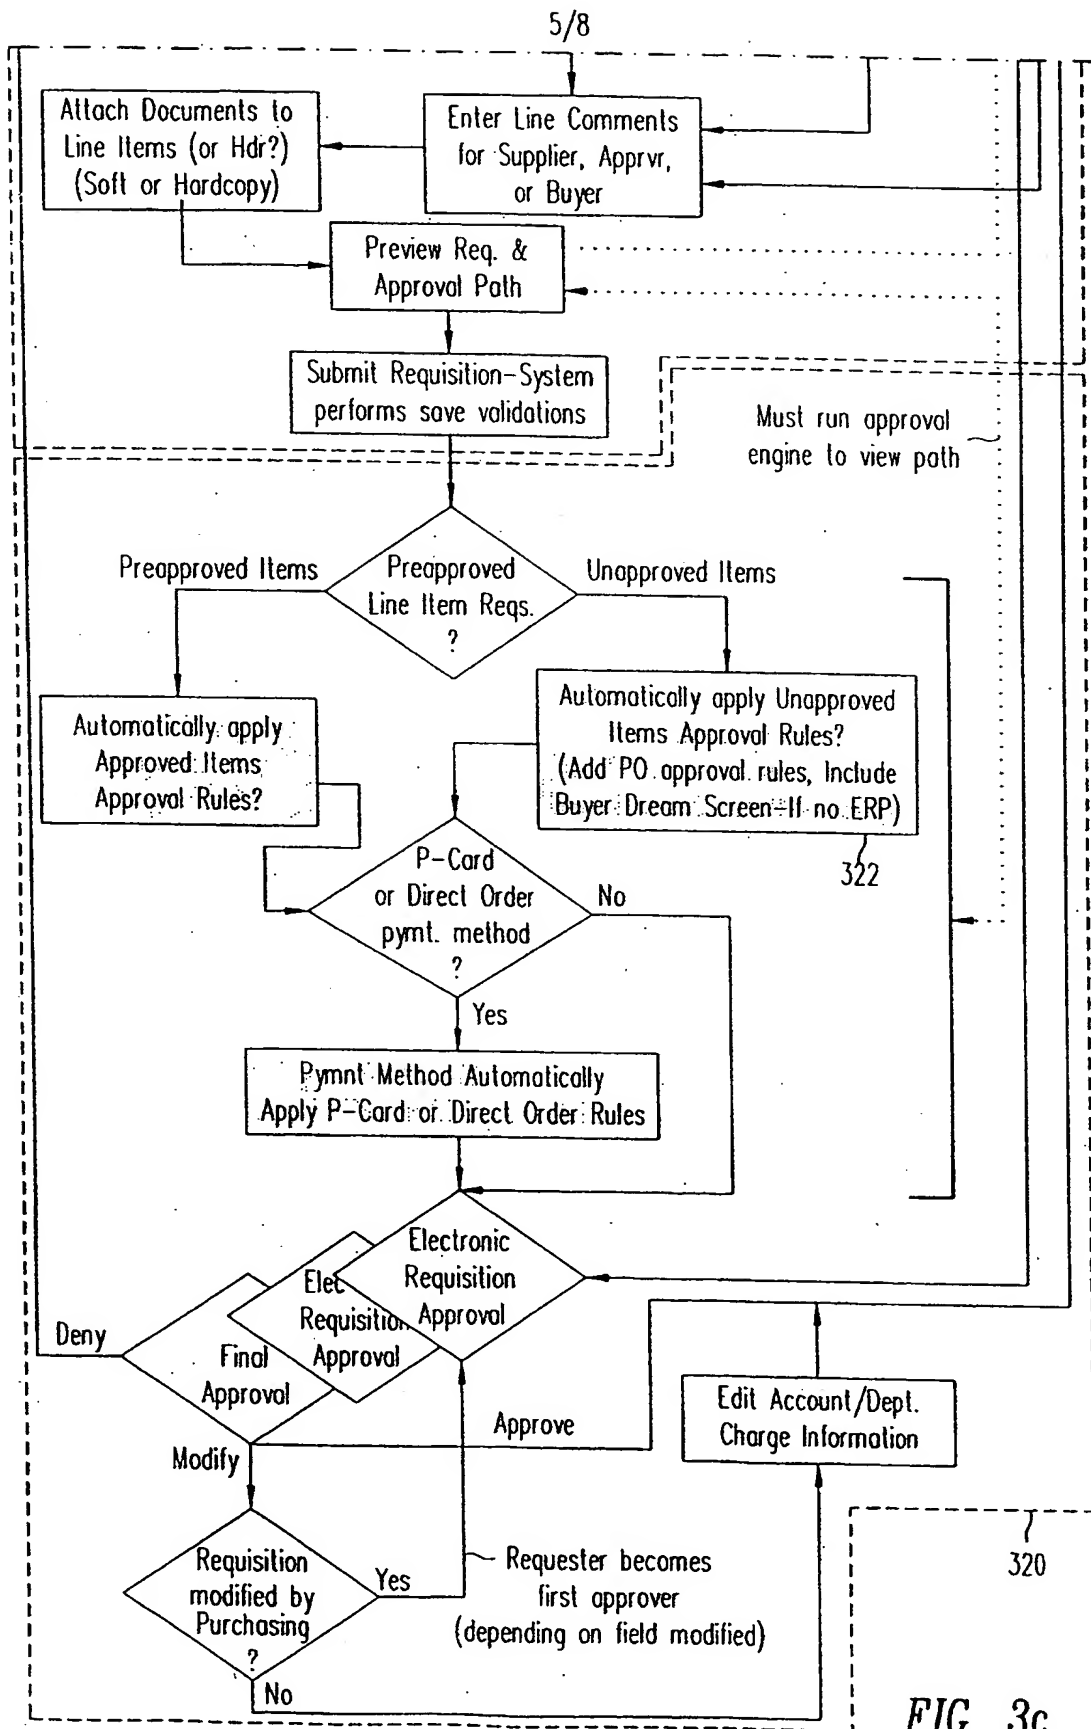 5/8
Attach Documents to
Line Items (or Hdr?)
(Soft or Hardcopy)
Enter Line Comments
for Supplier, Apprvr,
or Buyer
Preview Req. &
Approval Path
Submit Requisition-System
performs save validations
Must run approval
engine to view path
Preapproved Items
Preapproved
Line Item Reqs.
?
Unapproved Items
Automatically apply
Approved Items
Approval Rules?
Automatically apply Unapproved
Items Approval Rules?
(Add PO approval rules, Include
Buyer Dream Screen-If no ERP)
322
P-Card
or Direct Order
pymt. method
?
No
Yes
Pymnt Method Automatically
Apply P-Card or Direct Order Rules
Electronic
Requisition
Approval
Elec
Requisition
Approval
Final
Approval
Deny
Approve
Modify
Edit Account/Dept.
Charge Information
Requisition
modified by
Purchasing
?
Yes
Requester becomes
first approver
(depending on field modified)
No
320
FIG. 3c